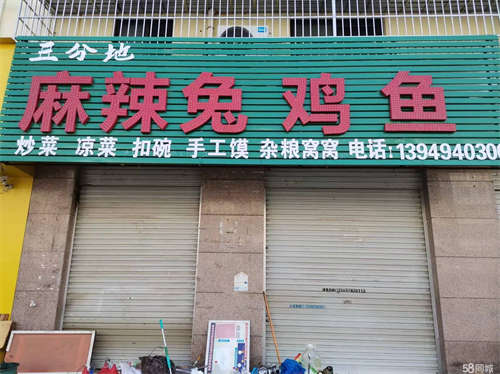 三分地
麻辣兔鸡鱼
炒菜 凉菜 扣碗 手工馍 杂粮窝窝 电话:1394940300
58同城